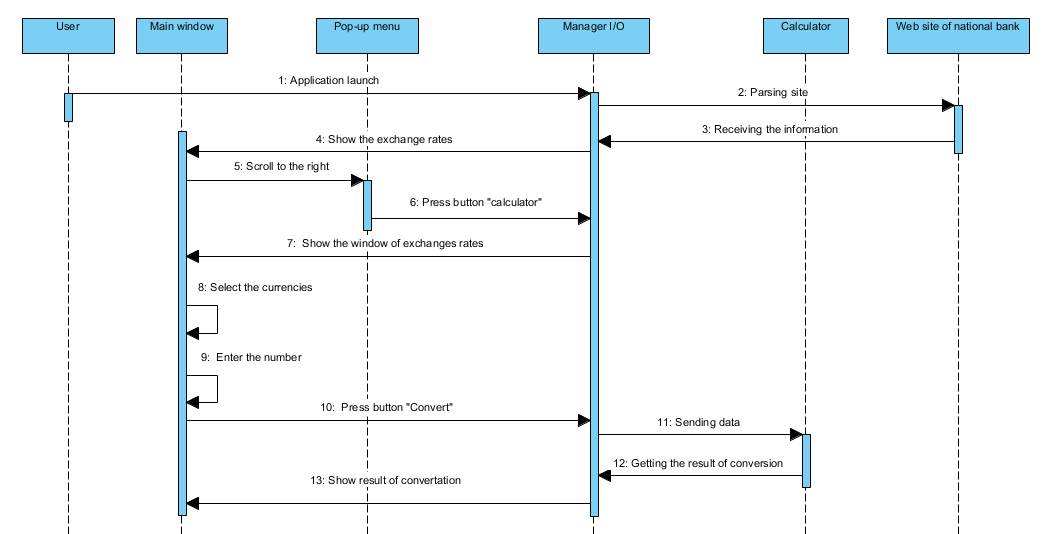 User
Main window
Pop-up menu
Manager I/O
Calculator
Web site of national bank
1: Application launch
2: Parsing site
3: Receiving the information
4: Show the exchange rates
5: Scroll to the right
6: Press button "calculator"
7: Show the window of exchanges rates
8: Select the currencies
9: Enter the number
10: Press button "Convert"
11: Sending data
12: Getting the result of conversion
13: Show result of convertation